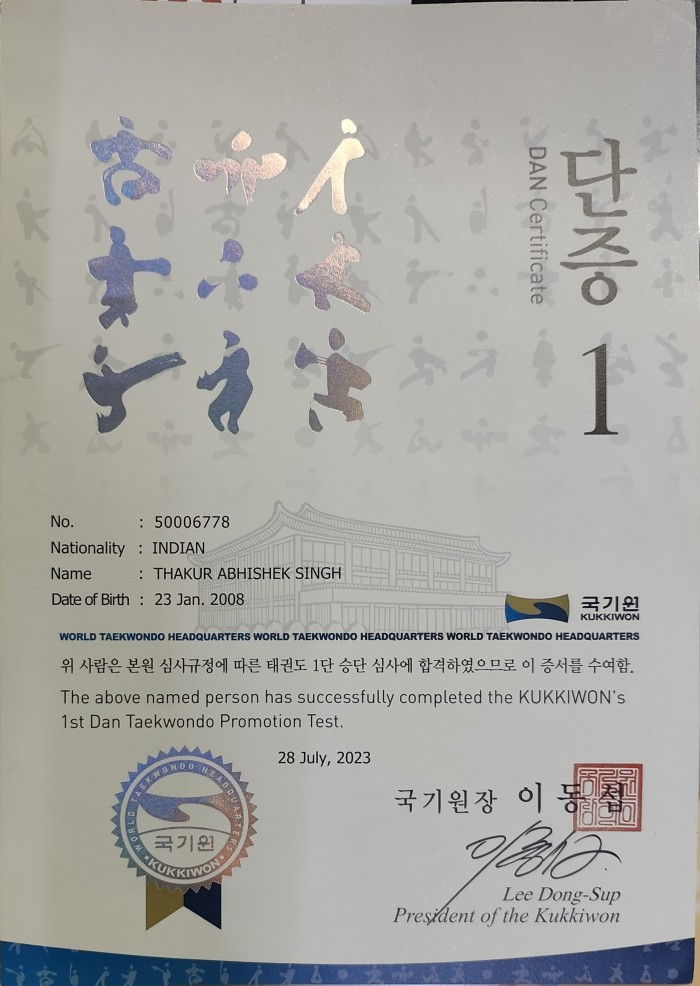 단증
DAN Certificate
1
No. : 50006778
Nationality : INDIAN
Name : THAKUR ABHISHEK SINGH
Date of Birth : 23 Jan. 2008
국기원
KUKKIWON
WORLD TAEKWONDO HEADQUARTERS WORLD TAEKWONDO HEADQUARTERS WORLD TAEKWONDO HEADQUARTERS
위 사람은 본원 심사규정에 따른 태권도 1단 승단 심사에 합격하였으므로 이 증서를 수여함.
The above named person has successfully completed the KUKKIWON's
1st Dan Taekwondo Promotion Test.
28 July, 2023
WORLD TAEKWONDO HEADQUARTERS
국기원
KUKKIWON
국기원장 이동섭
Lee Dong-Sup
President of the Kukkiwon